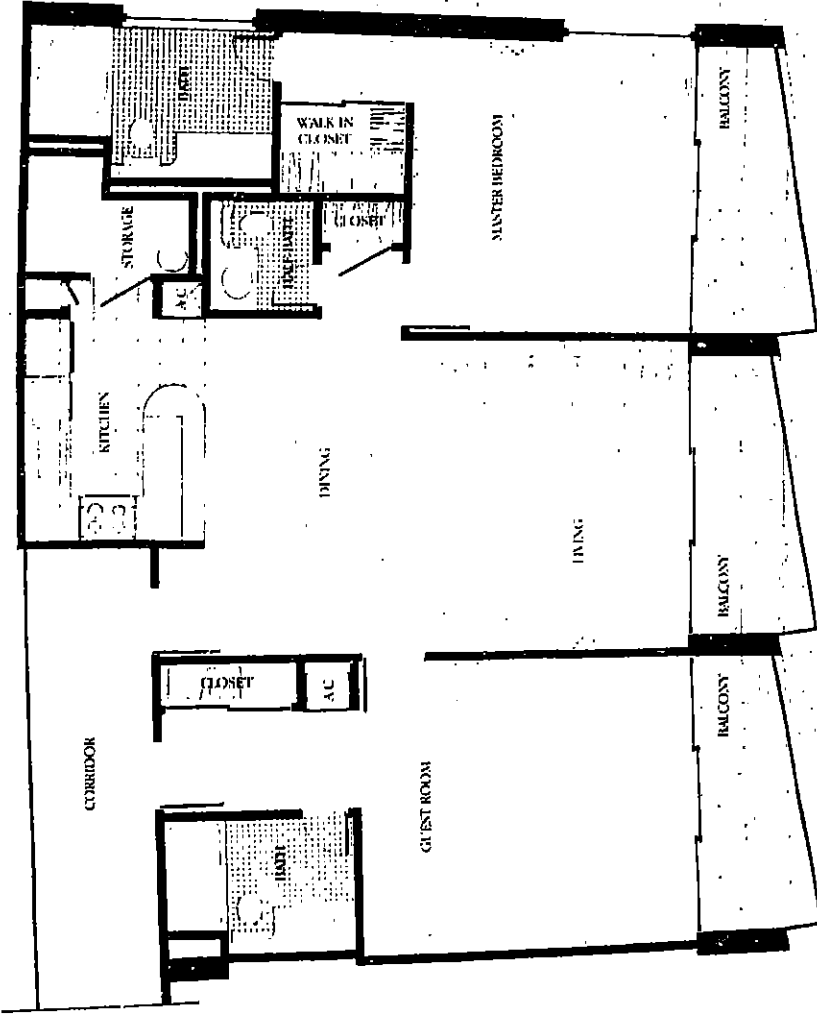 BATH
WALK IN
CLOSET
BALCONY
MASTER BEDROOM
STORAGE
CLOSET
HALF-BATH
AC
KITCHEN
DINING
LIVING
BALCONY
CLOSET
AC
BALCONY
CORRIDOR
GUEST ROOM
BATH